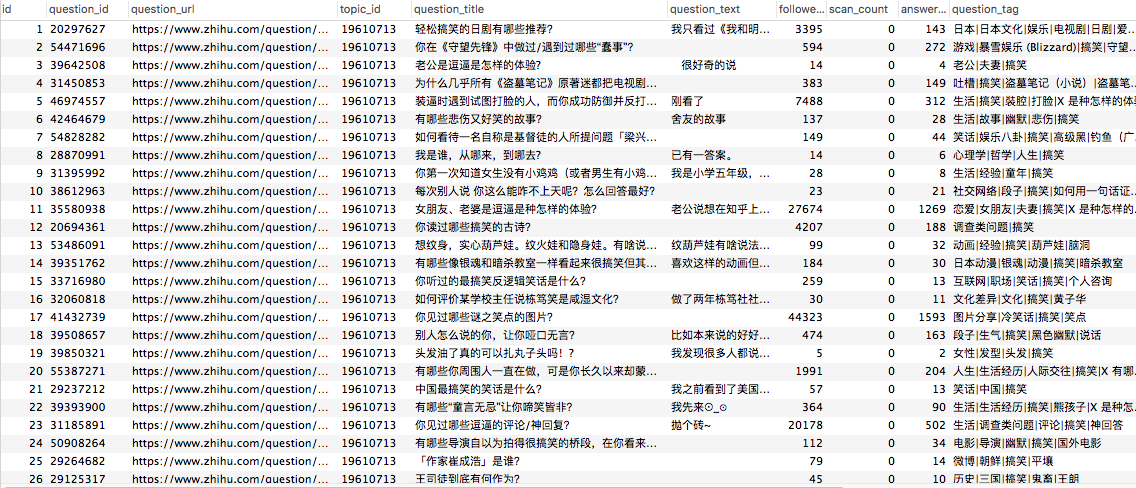 id question_id question_url topic_id question_title question_text followe... scan_count answer... question_tag
1 20297627 https://www.zhihu.com/question/... 19610713 轻松搞笑的日剧有哪些推荐? 我只看过《我和明... 3395 0 143 日本|日本文化|娱乐|电视剧|日剧|爱...
2 54471696 https://www.zhihu.com/question/... 19610713 你在《守望先锋》中做过/遇到过哪些“蠢事”? 594 0 272 游戏|暴雪娱乐 (Blizzard)|搞笑|守望...
3 39642508 https://www.zhihu.com/question/... 19610713 老公是逗逼是怎样的体验? 很好奇的说 14 0 4 老公|夫妻|搞笑
4 31450853 https://www.zhihu.com/question/... 19610713 为什么几乎所有《盗墓笔记》原著迷都把电视剧... 383 0 149 吐槽|搞笑|盗墓笔记（小说）|盗墓笔...
5 46974557 https://www.zhihu.com/question/... 19610713 装逼时遇到试图打脸的人，而你成功防御并反打... 刚看了 7488 0 312 生活|搞笑|装腔|打脸|X 是种怎样的体验
6 42464679 https://www.zhihu.com/question/... 19610713 有哪些悲伤又好笑的故事? 舍友的故事 137 0 28 生活|故事|幽默|悲伤|搞笑
7 54828282 https://www.zhihu.com/question/... 19610713 如何看待一名自称是基督徒的人所提问题「梁兴... 149 0 44 笑话|娱乐八卦|搞笑|高级黑|钓鱼（广...
8 28870991 https://www.zhihu.com/question/... 19610713 我是谁，从哪来，到哪去? 已有一答案。 14 0 6 心理学|哲学|人生|搞笑
9 31395992 https://www.zhihu.com/question/... 19610713 你第一次知道女生没有小鸡鸡（或者男生有小鸡... 我是小学五年级，... 28 0 8 生活|经验|童年|搞笑
10 38612963 https://www.zhihu.com/question/... 19610713 每次别人说 你这么能咋不上天呢? 怎么回答最好? 23 0 21 社交网络|段子|搞笑|如何用一句话证...
11 35580938 https://www.zhihu.com/question/... 19610713 女朋友、老婆是逗逼是种怎样的体验? 老公说想在知乎上... 27674 0 1269 恋爱|女朋友|夫妻|搞笑|X 是种怎样的...
12 20694361 https://www.zhihu.com/question/... 19610713 你读过哪些搞笑的古诗? 4207 0 188 调查类问题|搞笑
13 53486091 https://www.zhihu.com/question/... 19610713 想纹身，实心葫芦娃。纹火娃和隐身娃。有啥说... 纹葫芦娃有啥说法... 99 0 32 动画|经验|搞笑|葫芦娃|脑洞
14 39351762 https://www.zhihu.com/question/... 19610713 有哪些像银魂和暗杀教室一样看起来很搞笑但其... 喜欢这样的动画但... 184 0 30 日本动漫|银魂|动漫|搞笑|暗杀教室
15 33716980 https://www.zhihu.com/question/... 19610713 你听过的最搞笑反逻辑笑话是什么? 259 0 13 互联网|职场|笑话|搞笑|个人咨询
16 32060818 https://www.zhihu.com/question/... 19610713 如何评价某学校主任说栋笃笑是咸湿文化? 做了两年栋笃社社... 30 0 11 文化差异|文化|搞笑|黄子华
17 41432739 https://www.zhihu.com/question/... 19610713 你见过哪些谜之笑点的图片? 44323 0 1593 图片分享|冷笑话|搞笑|笑点
18 39508657 https://www.zhihu.com/question/... 19610713 别人怎么说的你，让你哑口无言? 比如本来说的好好... 474 0 163 段子|生气|搞笑|黑色幽默|说话
19 39850321 https://www.zhihu.com/question/... 19610713 头发油了真的可以扎丸子头吗！? 我发现很多人都说... 5 0 2 女性|发型|头发|搞笑
20 55387271 https://www.zhihu.com/question/... 19610713 有哪些你周围人一直在做，可是你长久以来却蒙... 1991 0 204 人生|生活经历|人际交往|搞笑|X 有哪...
21 29237212 https://www.zhihu.com/question/... 19610713 中国最搞笑的笑话是什么? 我之前看到了美国... 57 0 13 笑话|中国|搞笑
22 39393900 https://www.zhihu.com/question/... 19610713 有哪些“童言无忌”让你啼笑皆非? 我先来⊙_⊙ 364 0 90 生活|生活经历|搞笑|熊孩子|X 是种怎...
23 31185891 https://www.zhihu.com/question/... 19610713 你见过哪些逗逼的评论/神回复? 抛个砖~ 20178 0 502 生活|调查类问题|评论|搞笑|神回答
24 50908264 https://www.zhihu.com/question/... 19610713 有哪些导演自以为拍得很搞笑的桥段，在你看来... 112 0 34 电影|导演|幽默|搞笑|国外电影
25 29264682 https://www.zhihu.com/question/... 19610713 「作家崔成浩」是谁? 79 0 14 微博|朝鲜|搞笑|平壤
26 29125317 https://www.zhihu.com/question/... 19610713 王司徒到底有何作为? 45 0 10 历史|三国|搞笑|鬼畜|王朗